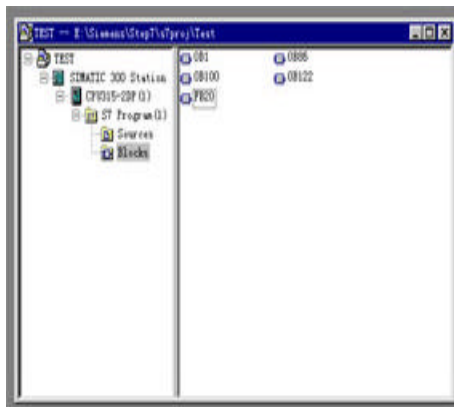 TEST -- E:\Siemens\Step7\s7proj\Test
TEST
SIMATIC 300 Station
CPU315-2DP(1)
S7 Program(1)
Sources
Blocks
OB1
OB100
FB20
OB86
OB122